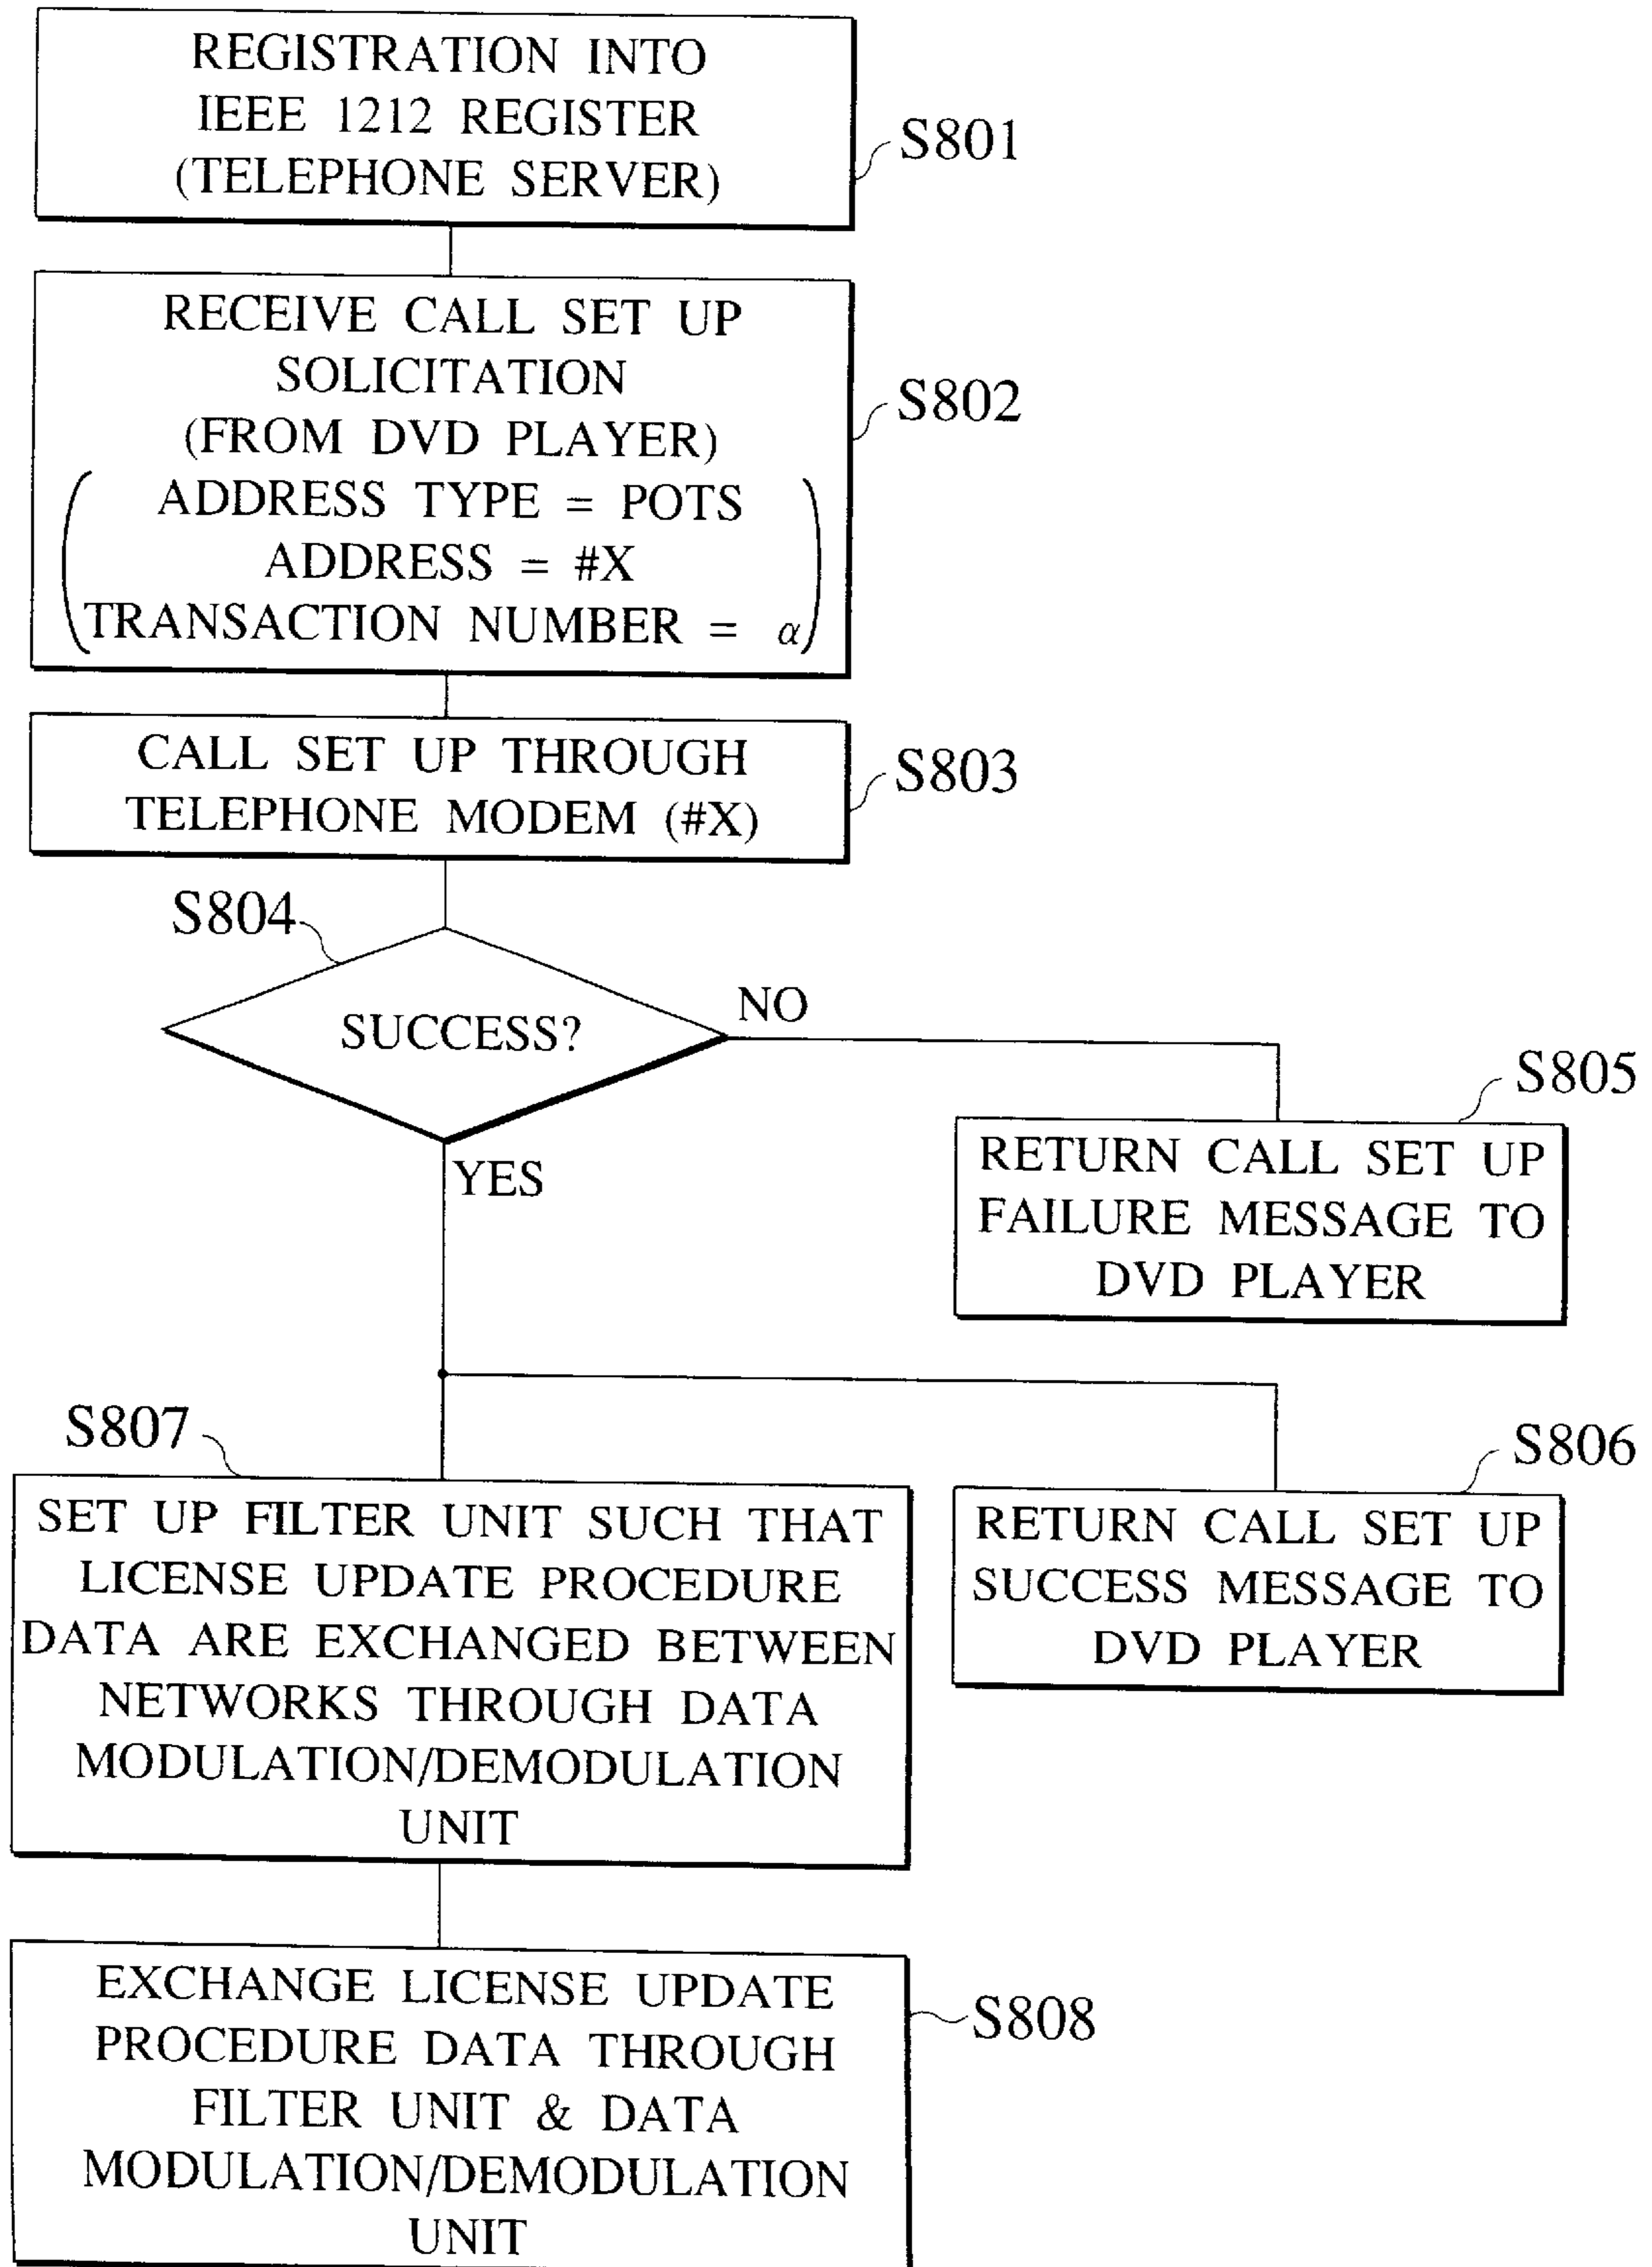 REGISTRATION INTO
IEEE 1212 REGISTER
(TELEPHONE SERVER)
S801
RECEIVE CALL SET UP
SOLICITATION
(FROM DVD PLAYER)
(ADDRESS TYPE = POTS
ADDRESS = #X
TRANSACTION NUMBER = α)
S802
CALL SET UP THROUGH
TELEPHONE MODEM (#X)
S803
S804
SUCCESS?
NO
YES
S805
RETURN CALL SET UP
FAILURE MESSAGE TO
DVD PLAYER
S806
RETURN CALL SET UP
SUCCESS MESSAGE TO
DVD PLAYER
S807
SET UP FILTER UNIT SUCH THAT
LICENSE UPDATE PROCEDURE
DATA ARE EXCHANGED BETWEEN
NETWORKS THROUGH DATA
MODULATION/DEMODULATION
UNIT
EXCHANGE LICENSE UPDATE
PROCEDURE DATA THROUGH
FILTER UNIT & DATA
MODULATION/DEMODULATION
UNIT
S808